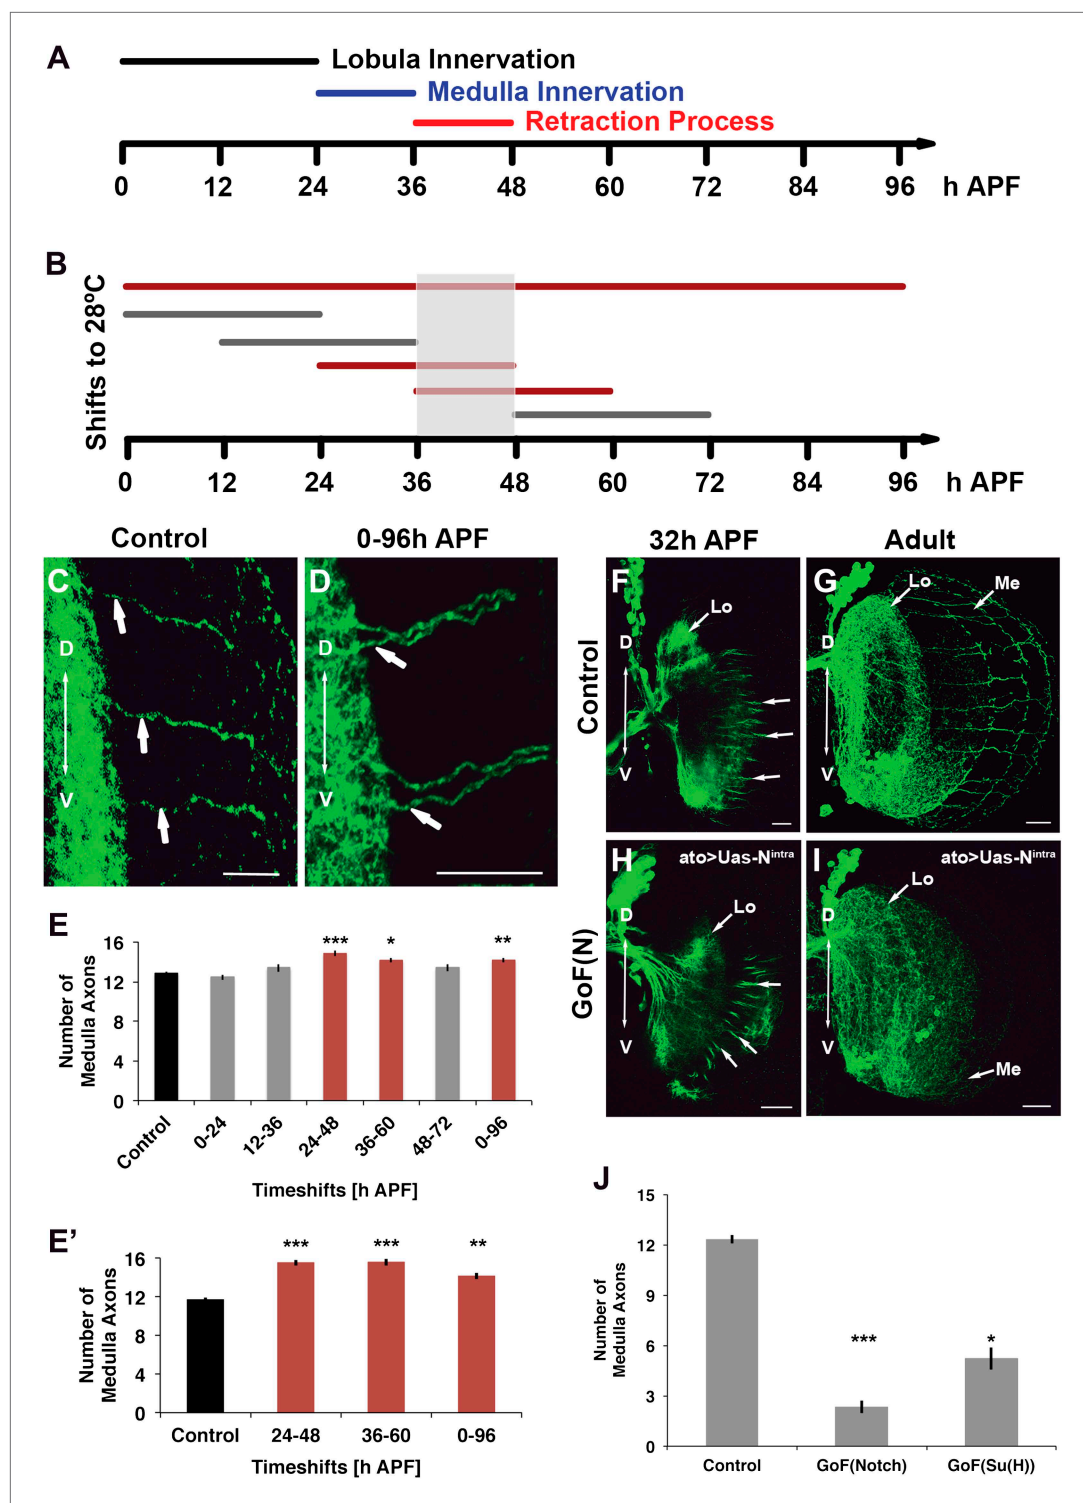 A
Lobula Innervation
Medulla Innervation
Retraction Process
0 12 24 36 48 60 72 84 96 h APF
B
Shifts to 28ºC
0 12 24 36 48 60 72 84 96 h APF
Control
0-96h APF
32h APF
Adult
C
D
V
D
D
V
Control
F
Lo
D
V
G
Lo
Me
D
V
GoF(N)
H
ato>Uas-Nintra
Lo
D
V
I
ato>Uas-Nintra
Lo
D
V
Me
E
Number of
Medulla Axons
16
12
8
4
0
***
*
**
Control 0-24 12-36 24-48 36-60 48-72 0-96
Timeshifts [h APF]
E’
Number of
Medulla Axons
16
12
8
4
0
***
***
**
Control 24-48 36-60 0-96
Timeshifts [h APF]
J
Number of
Medulla Axons
15
12
9
6
3
0
***
*
Control GoF(Notch) GoF(Su(H))